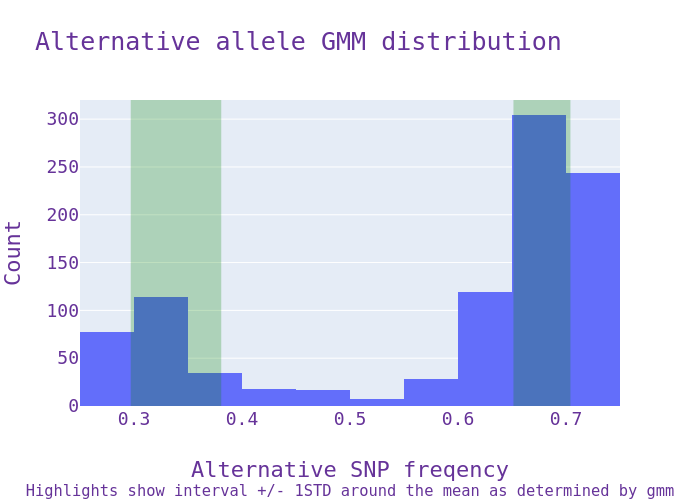 Alternative allele GMM distribution
300
250
200
150
100
50
0
Count
0.3 0.4 0.5 0.6 0.7
Alternative SNP freqency
Highlights show interval +/- 1STD around the mean as determined by gmm